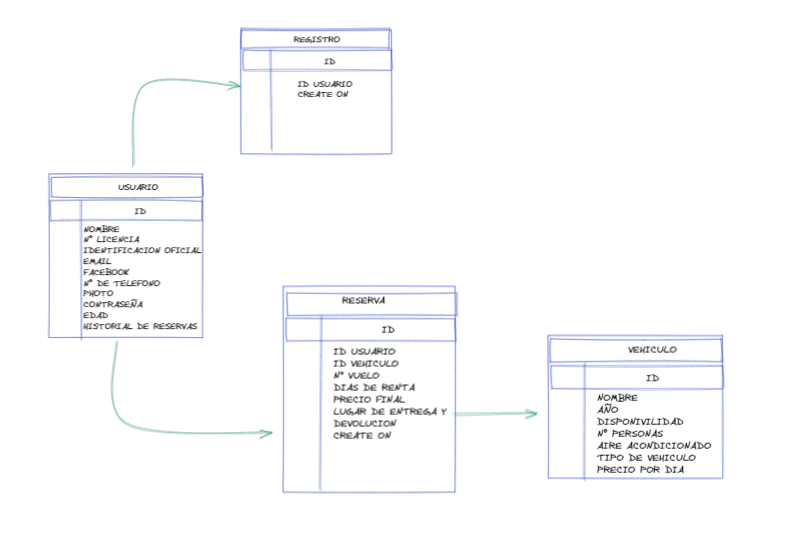 REGISTRO
ID
ID USUARIO
CREATE ON
USUARIO
ID
NOMBRE
Nº LICENCIA
IDENTIFICACION OFICIAL
EMAIL
FACEBOOK
Nº DE TELEFONO
PHOTO
CONTRASEÑA
EDAD
HISTORIAL DE RESERVAS
RESERVA
ID
ID USUARIO
ID VEHICULO
Nº VUELO
DIAS DE RENTA
PRECIO FINAL
LUGAR DE ENTREGA Y
DEVOLUCION
CREATE ON
VEHICULO
ID
NOMBRE
AÑO
DISPONIVILIDAD
Nº PERSONAS
AIRE ACONDICIONADO
TIPO DE VEHICULO
PRECIO POR DIA